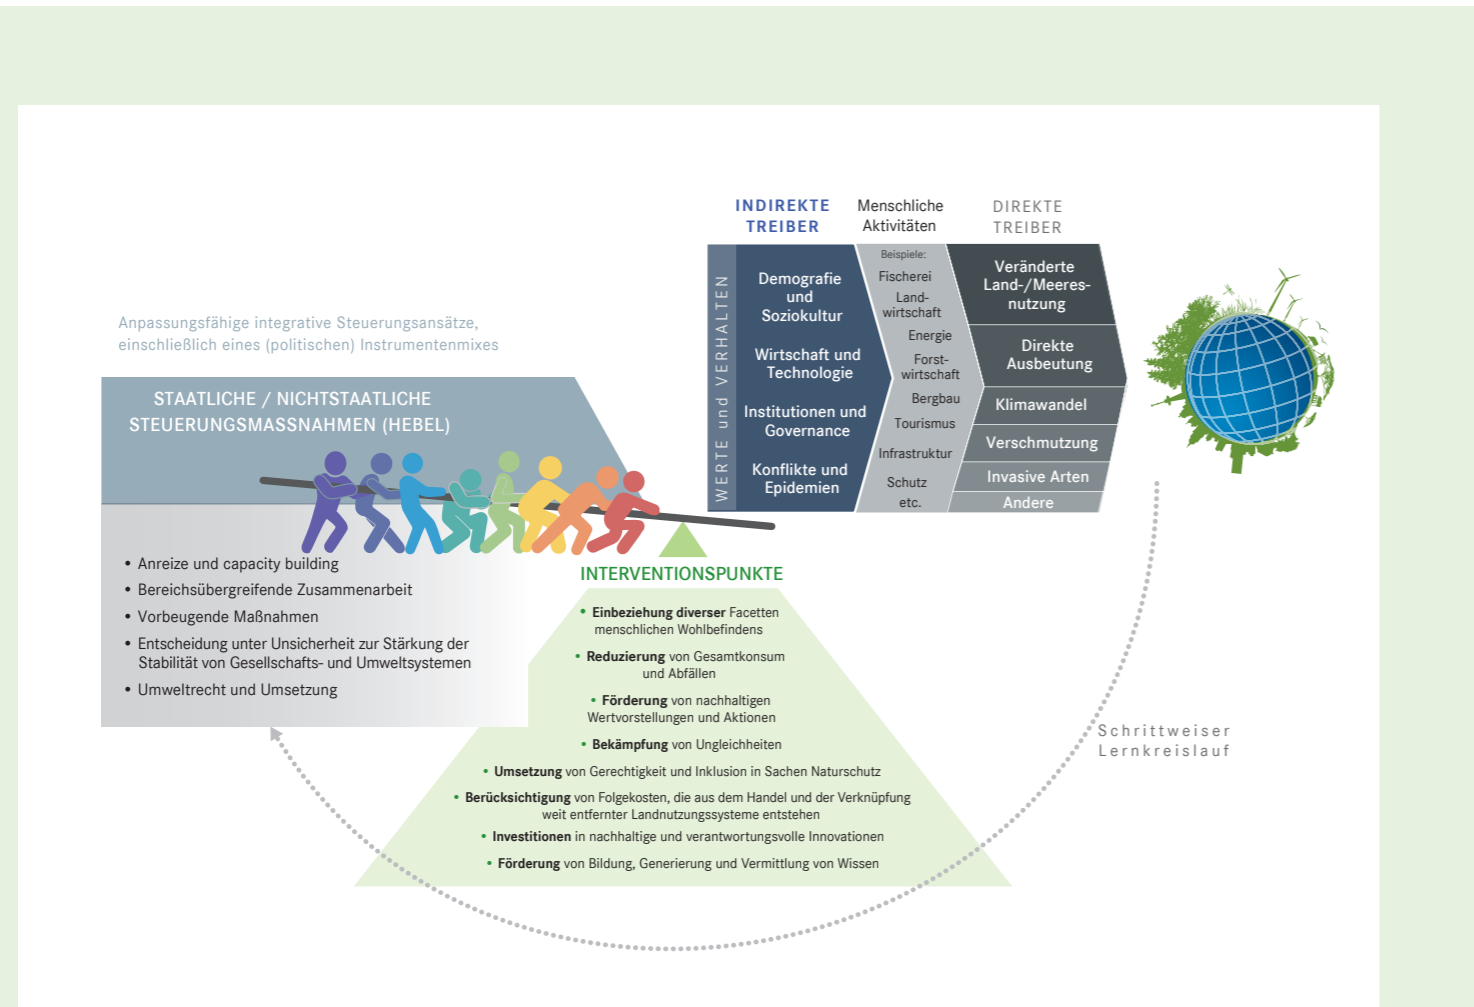 INDIREKTE
TREIBER
Menschliche
Aktivitäten
DIREKTE
TREIBER
WERTE und VERHALTEN
Demografie
und
Soziokultur
Wirtschaft und
Technologie
Institutionen und
Governance
Konflikte und
Epidemien
Beispiele:
Fischerei
Land-
wirtschaft
Energie
Forst-
wirtschaft
Bergbau
Tourismus
Infrastruktur
Schutz
etc.
Veränderte
Land-/Meeres-
nutzung
Direkte
Ausbeutung
Klimawandel
Verschmutzung
Invasive Arten
Andere
Anpassungsfähige integrative Steuerungsansätze,
einschließlich eines (politischen) Instrumentenmixes
STAATLICHE / NICHTSTAATLICHE
STEUERUNGSMASSNAHMEN (HEBEL)
• Anreize und capacity building
• Bereichsübergreifende Zusammenarbeit
• Vorbeugende Maßnahmen
• Entscheidung unter Unsicherheit zur Stärkung der
Stabilität von Gesellschafts- und Umweltsystemen
• Umweltrecht und Umsetzung
INTERVENTIONSPUNKTE
• Einbeziehung diverser Facetten
menschlichen Wohlbefindens
• Reduzierung von Gesamtkonsum
und Abfällen
• Förderung von nachhaltigen
Wertvorstellungen und Aktionen
• Bekämpfung von Ungleichheiten
• Umsetzung von Gerechtigkeit und Inklusion in Sachen Naturschutz
• Berücksichtigung von Folgekosten, die aus dem Handel und der Verknüpfung
weit entfernter Landnutzungssysteme entstehen
• Investitionen in nachhaltige und verantwortungsvolle Innovationen
• Förderung von Bildung, Generierung und Vermittlung von Wissen
Schrittweiser
Lernkreislauf